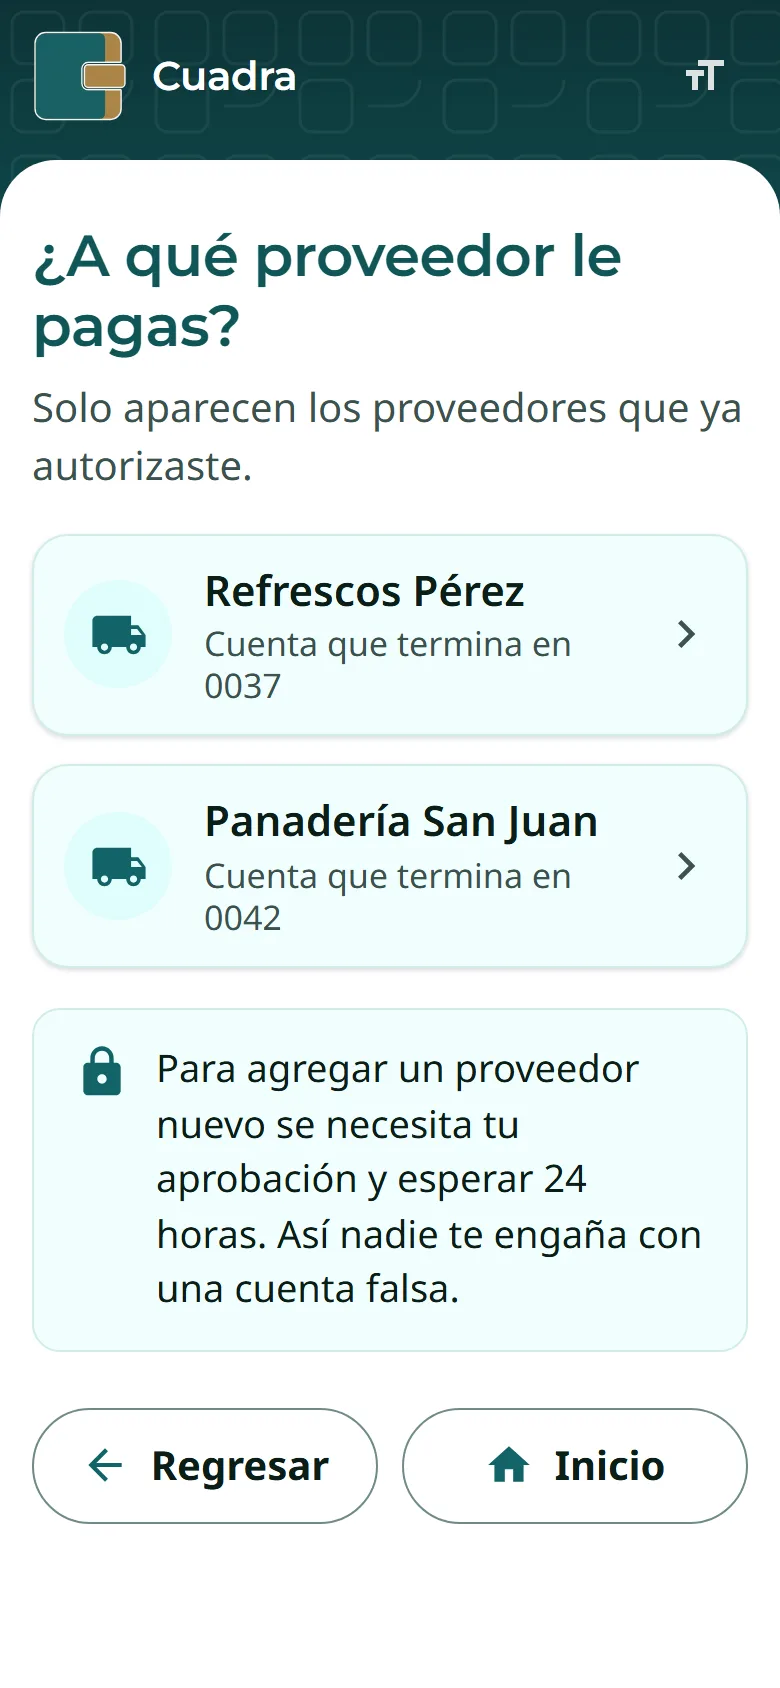 Cuadra
¿A qué proveedor le
pagas?
Solo aparecen los proveedores que ya
autorizaste.
Refrescos Pérez
Cuenta que termina en
0037
Panadería San Juan
Cuenta que termina en
0042
Para agregar un proveedor
nuevo se necesita tu
aprobación y esperar 24
horas. Así nadie te engaña con
una cuenta falsa.
Regresar
Inicio